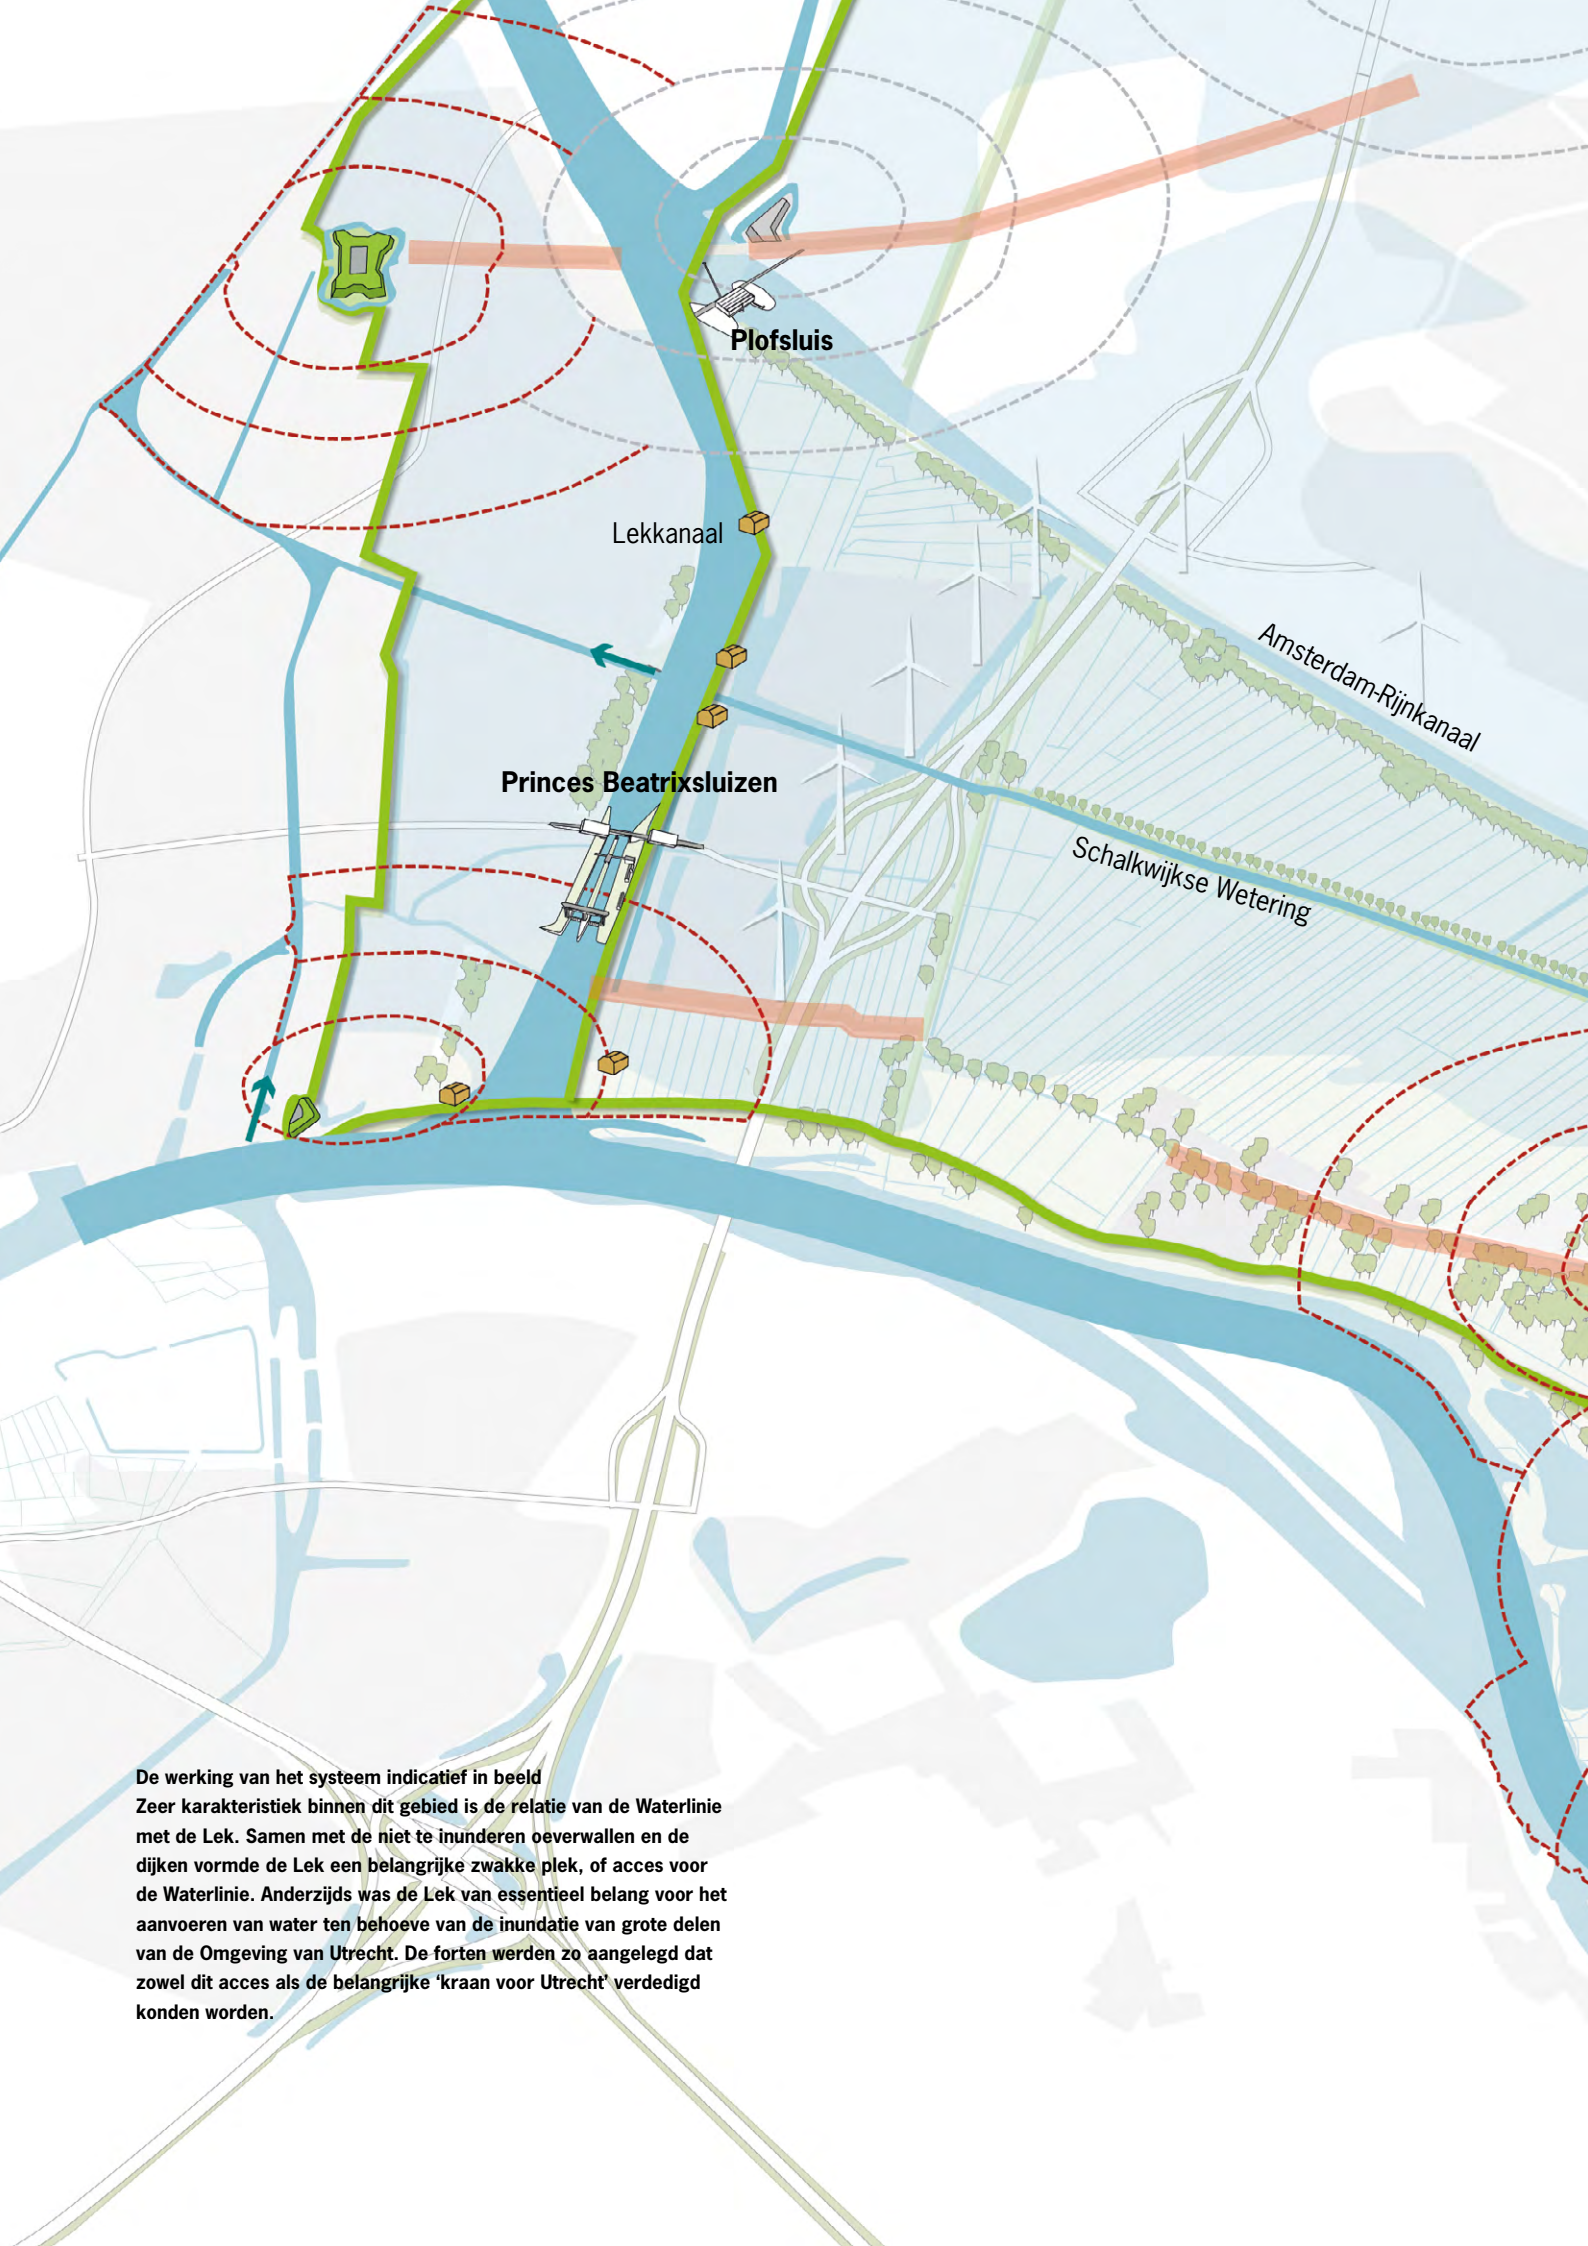 Plofsluis
Lekkanaal
Amsterdam-Rijnkanaal
Princes Beatrixsluizen
Schalkwijkse Wetering
De werking van het systeem indicatief in beeld
Zeer karakteristiek binnen dit gebied is de relatie van de Waterlinie
met de Lek. Samen met de niet te inunderen oeverwallen en de
dijken vormde de Lek een belangrijke zwakke plek, of acces voor
de Waterlinie. Anderzijds was de Lek van essentieel belang voor het
aanvoeren van water ten behoeve van de inundatie van grote delen
van de Omgeving van Utrecht. De forten werden zo aangelegd dat
zowel dit acces als de belangrijke ‘kraan voor Utrecht’ verdedigd
konden worden.